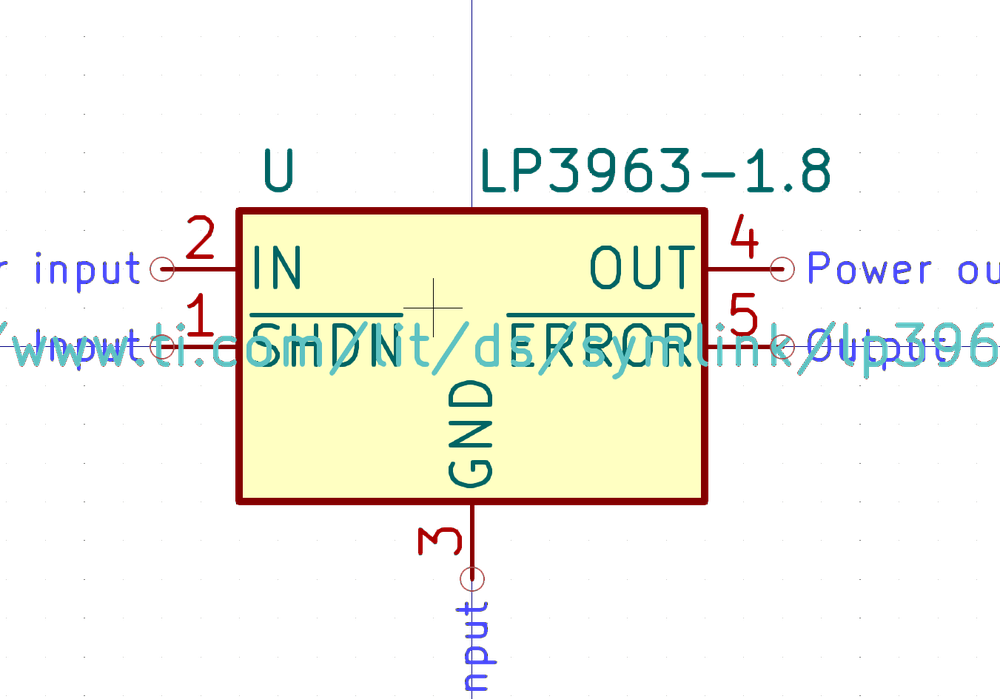 U LP3963-1.8
2 4
r input IN OUT Power ou
1 5
Input SHDN ERROR Output
/www.ti.com/lit/ds/symlink/lp396
GND
3
nput